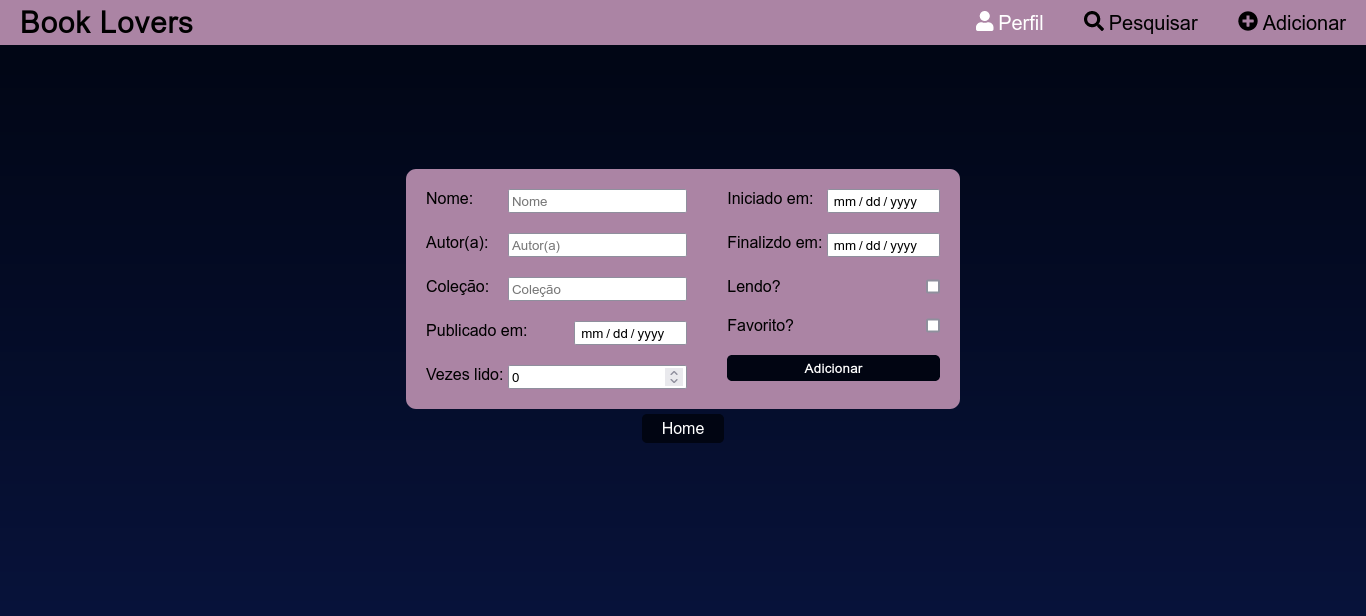 Book Lovers
Perfil
Pesquisar
Adicionar
Nome:
Nome
Autor(a):
Autor(a)
Coleção:
Coleção
Publicado em:
mm / dd / yyyy
Vezes lido:
0
Iniciado em:
mm / dd / yyyy
Finalizdo em:
mm / dd / yyyy
Lendo?
Favorito?
Adicionar
Home